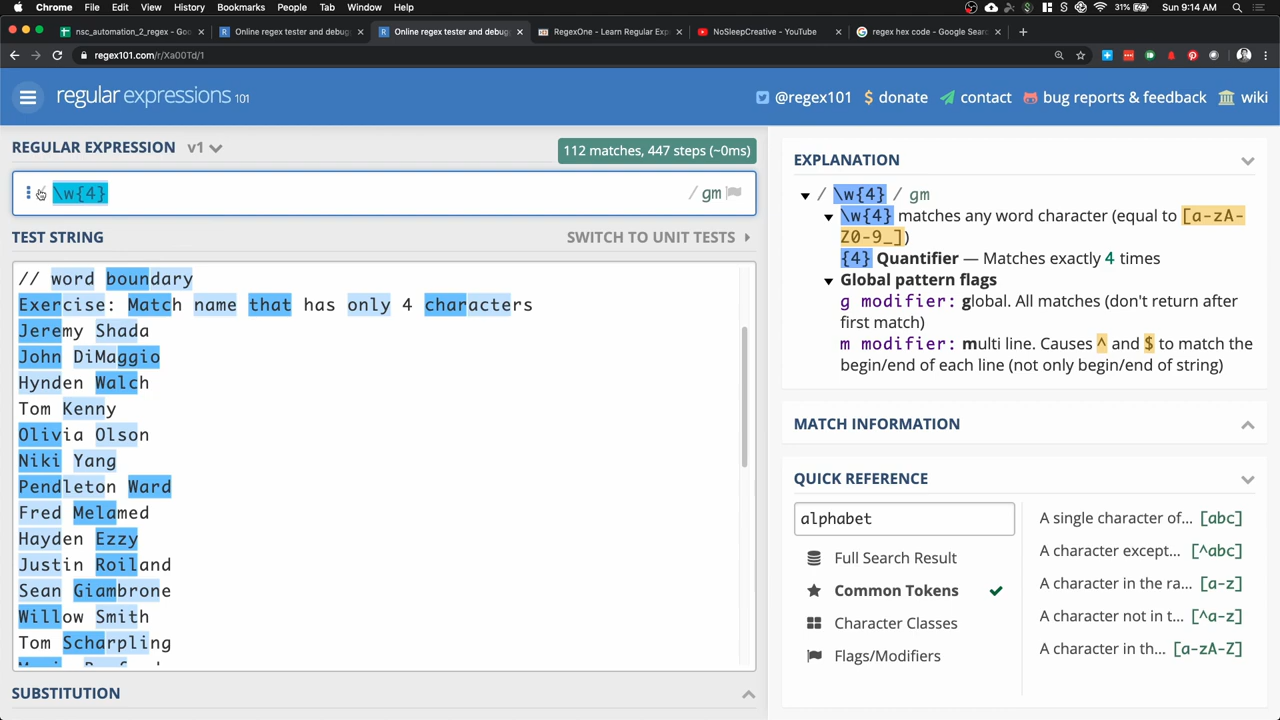 Chrome File Edit View History Bookmarks People Tab Window Help 31% Sun 9:14 AM
nsc_automation_2_regex - Goo Online regex tester and debug Online regex tester and debug RegexOne - Learn Regular Exp NoSleepCreative - YouTube regex hex code - Google Sear
regex101.com/r/Xa00Td/1
regular expressions 101
@regex101 donate contact bug reports & feedback wiki
REGULAR EXPRESSION v1
112 matches, 447 steps (~0ms)
\w{4} / gm
TEST STRING
SWITCH TO UNIT TESTS
// word boundary
Exercise: Match name that has only 4 characters
Jeremy Shada
John DiMaggio
Hynden Walch
Tom Kenny
Olivia Olson
Niki Yang
Pendleton Ward
Fred Melamed
Hayden Ezzy
Justin Roiland
Sean Giambrone
Willow Smith
Tom Scharpling
SUBSTITUTION
EXPLANATION
/ \w{4} / gm
\w{4} matches any word character (equal to [a-zA-
Z0-9_])
{4} Quantifier — Matches exactly 4 times
Global pattern flags
g modifier: global. All matches (don't return after
first match)
m modifier: multi line. Causes ^ and $ to match the
begin/end of each line (not only begin/end of string)
MATCH INFORMATION
QUICK REFERENCE
alphabet
Full Search Result
Common Tokens
Character Classes
Flags/Modifiers
A single character of... [abc]
A character except... [^abc]
A character in the ra... [a-z]
A character not in t... [^a-z]
A character in th... [a-zA-Z]